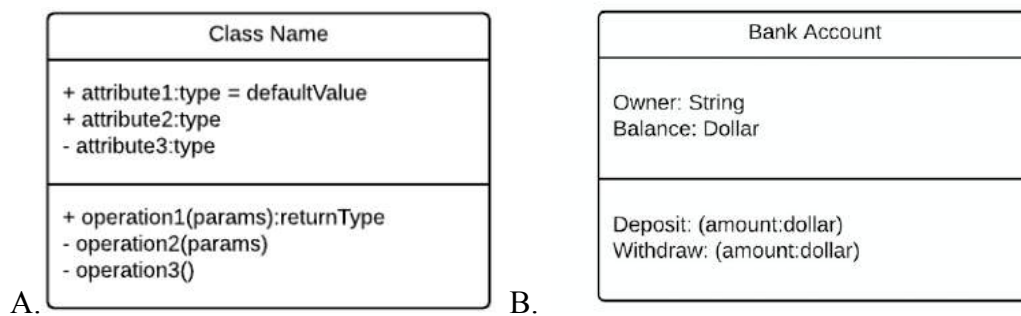 Class Name
+ attribute1:type = defaultValue
+ attribute2:type
- attribute3:type
+ operation1(params):returnType
- operation2(params)
- operation3()
A.
Bank Account
Owner: String
Balance: Dollar
Deposit: (amount:dollar)
Withdraw: (amount:dollar)
B.